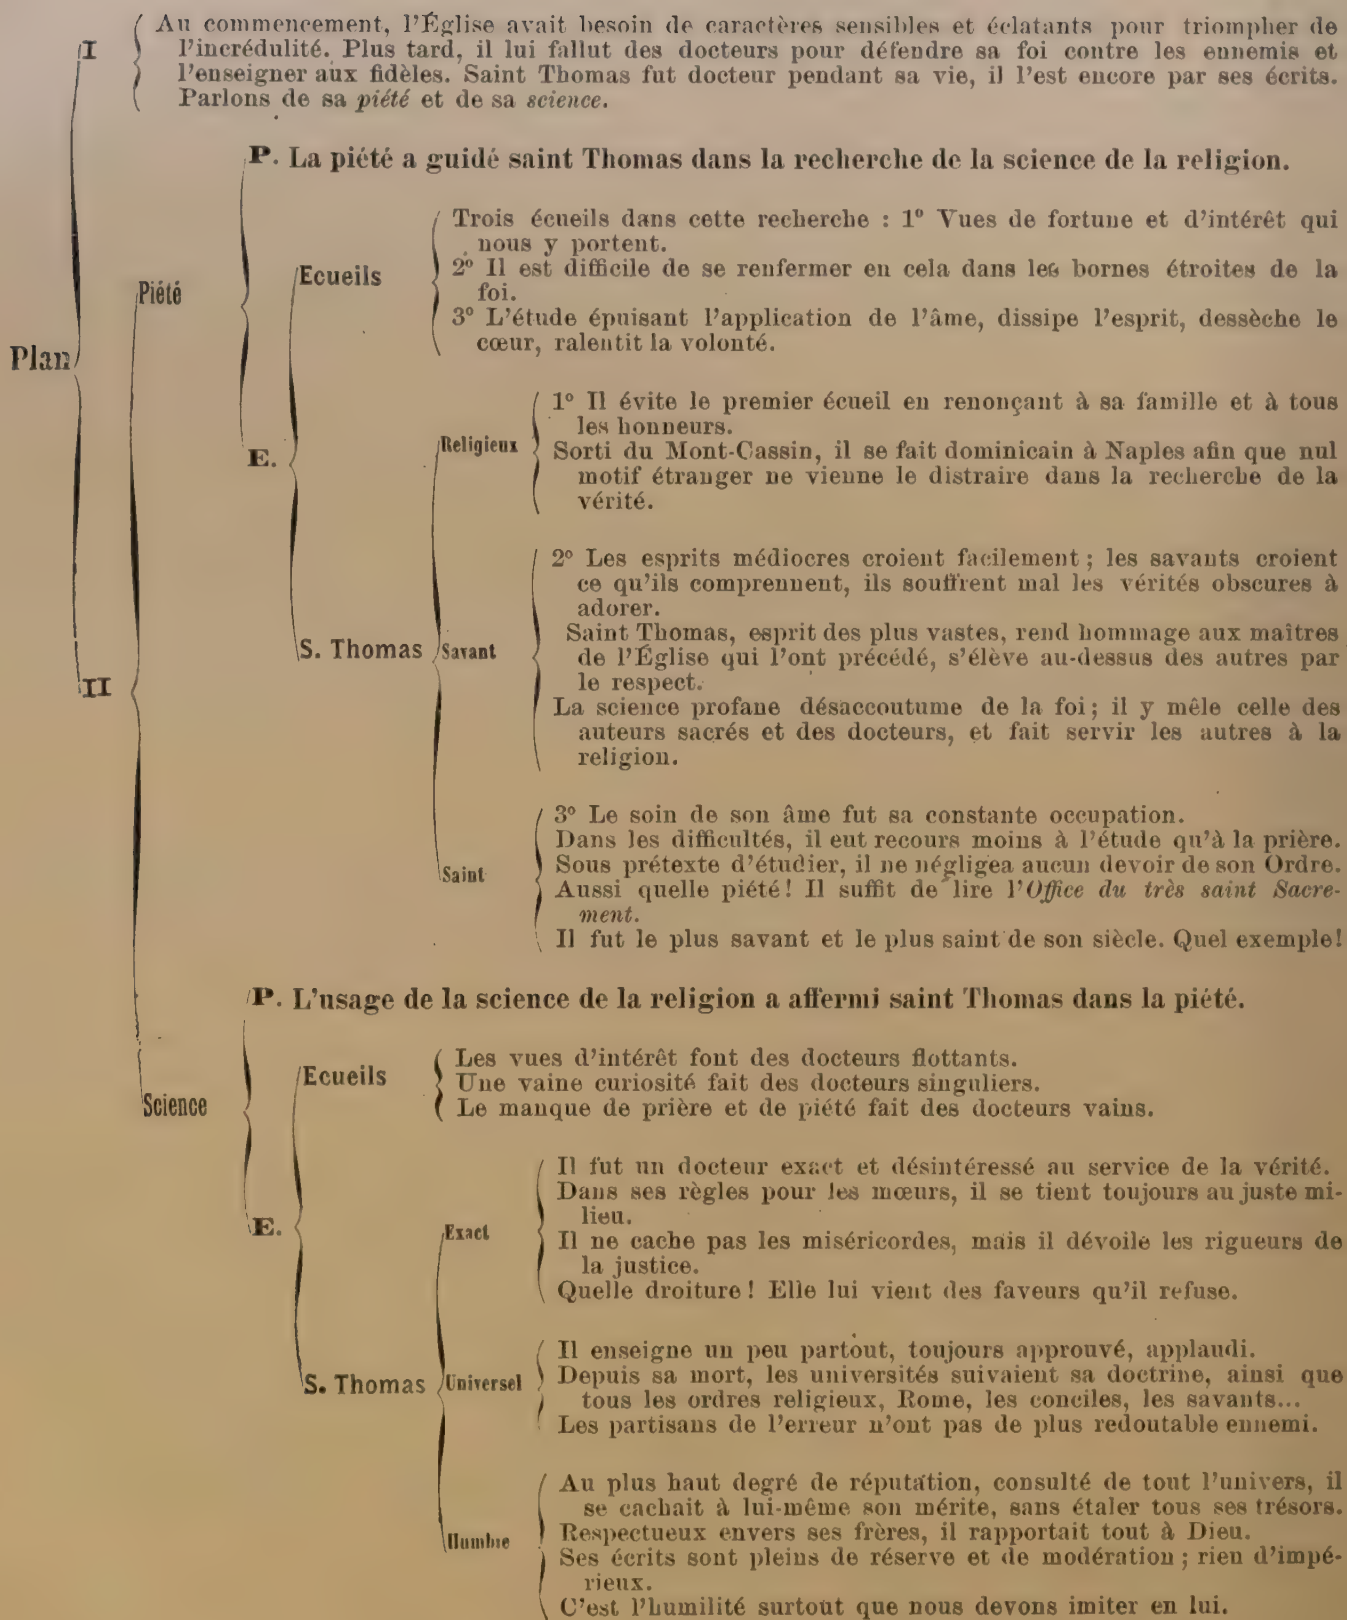 Au commencement, l'Église avait besoin de caractères sensibles et éclatants pour triompher de
I
l'incrédulité. Plus tard, il lui fallut des docteurs pour défendre sa foi contre les ennemis et
l'enseigner aux fidèles. Saint Thomas fut docteur pendant sa vie, il l'est encore par ses écrits.
Parlons de sa piété et de sa science.
P. La piété a guidé saint Thomas dans la recherche de la science de la religion.
Trois écueils dans cette recherche : 1° Vues de fortune et d'intérêt qui
nous y portent.
Piété
Ecueils
2° Il est difficile de se renfermer en cela dans les bornes étroites de la
foi.
3° L'étude épuisant l'application de l'âme, dissipe l'esprit, dessèche le
cœur, ralentit la volonté.
Plan
E.
Religieux
1° Il évite le premier écueil en renonçant à sa famille et à tous
les honneurs.
Sorti du Mont-Cassin, il se fait dominicain à Naples afin que nul
motif étranger ne vienne le distraire dans la recherche de la
vérité.
II
S. Thomas
Savant
2° Les esprits médiocres croient facilement ; les savants croient
ce qu'ils comprennent, ils souffrent mal les vérités obscures à
adorer.
Saint Thomas, esprit des plus vastes, rend hommage aux maîtres
de l'Église qui l'ont précédé, s'élève au-dessus des autres par
le respect.
La science profane désaccoutume de la foi ; il y mêle celle des
auteurs sacrés et des docteurs, et fait servir les autres à la
religion.
Saint
3° Le soin de son âme fut sa constante occupation.
Dans les difficultés, il eut recours moins à l'étude qu'à la prière.
Sous prétexte d'étudier, il ne négligea aucun devoir de son Ordre.
Aussi quelle piété ! Il suffit de lire l'Office du très saint Sacre-
ment.
Il fut le plus savant et le plus saint de son siècle. Quel exemple !
P. L'usage de la science de la religion a affermi saint Thomas dans la piété.
Science
Ecueils
Les vues d'intérêt font des docteurs flottants.
Une vaine curiosité fait des docteurs singuliers.
Le manque de prière et de piété fait des docteurs vains.
E.
Exact
Il fut un docteur exact et désintéressé au service de la vérité.
Dans ses règles pour les mœurs, il se tient toujours au juste mi-
lieu.
Il ne cache pas les miséricordes, mais il dévoile les rigueurs de
la justice.
Quelle droiture ! Elle lui vient des faveurs qu'il refuse.
S. Thomas
Universel
Il enseigne un peu partout, toujours approuvé, applaudi.
Depuis sa mort, les universités suivaient sa doctrine, ainsi que
tous les ordres religieux, Rome, les conciles, les savants...
Les partisans de l'erreur n'ont pas de plus redoutable ennemi.
Humble
Au plus haut degré de réputation, consulté de tout l'univers, il
se cachait à lui-même son mérite, sans étaler tous ses trésors.
Respectueux envers ses frères, il rapportait tout à Dieu.
Ses écrits sont pleins de réserve et de modération ; rien d'impé-
rieux.
C'est l'humilité surtout que nous devons imiter en lui.